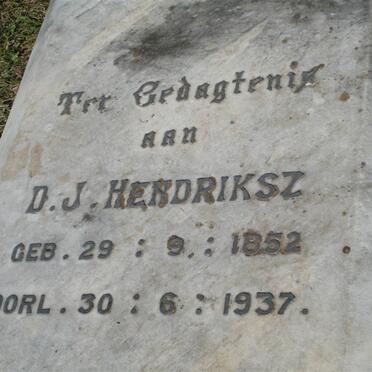 Ter Gedagtenis
aan
D.J. HENDRIKSZ
GEB. 29 : 9 : 1852
OORL. 30 : 6 : 1937.